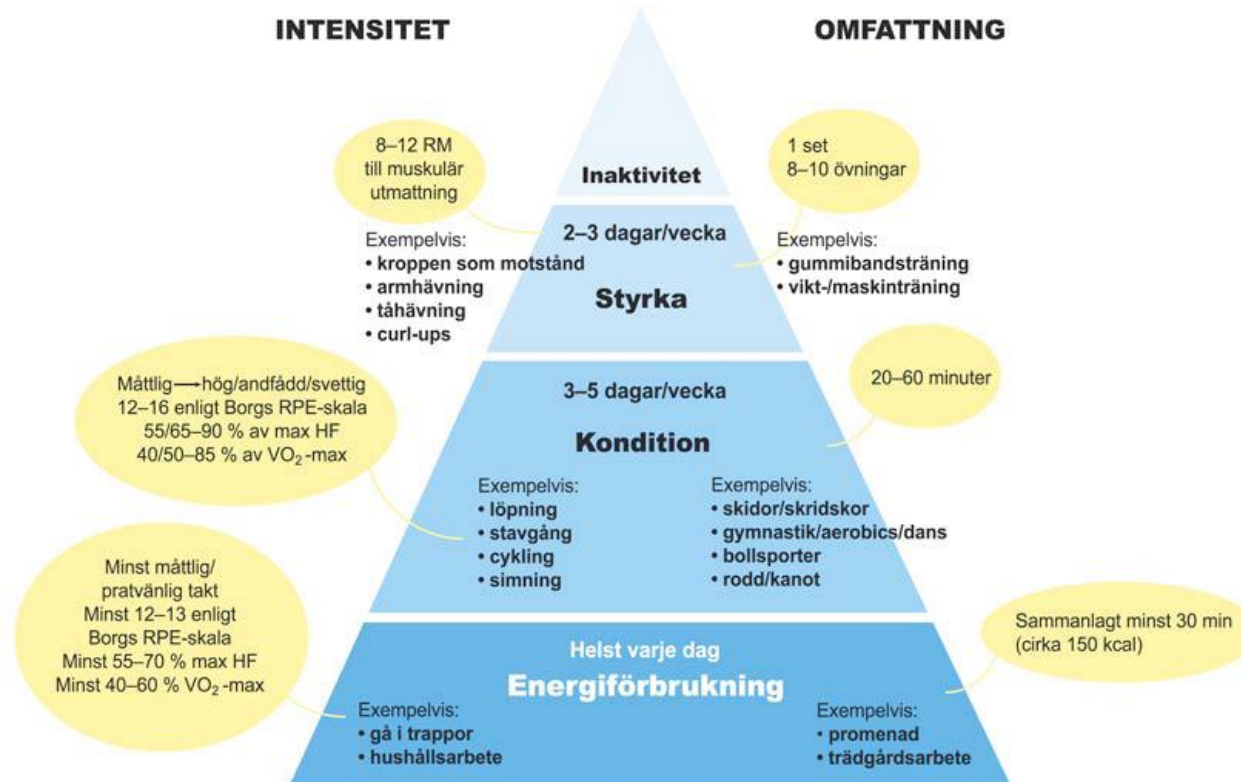 INTENSITET
OMFATTNING
Inaktivitet
8–12 RM
till muskulär
utmattning
1 set
8–10 övningar
2–3 dagar/vecka
Styrka
Exempelvis:
• kroppen som motstånd
• armhävning
• tåhävning
• curl-ups
Exempelvis:
• gummibandsträning
• vikt-/maskinträning
Måttlig→hög/andfådd/svettig
12–16 enligt Borgs RPE-skala
55/65–90 % av max HF
40/50–85 % av VO₂-max
20–60 minuter
3–5 dagar/vecka
Kondition
Exempelvis:
• löpning
• stavgång
• cykling
• simning
Exempelvis:
• skidor/skridskor
• gymnastik/aerobics/dans
• bollsporter
• rodd/kanot
Minst måttlig/
pratvänlig takt
Minst 12–13 enligt
Borgs RPE-skala
Minst 55–70 % max HF
Minst 40–60 % VO₂-max
Sammanlagt minst 30 min
(cirka 150 kcal)
Helst varje dag
Energiförbrukning
Exempelvis:
• gå i trappor
• hushållsarbete
Exempelvis:
• promenad
• trädgårdsarbete